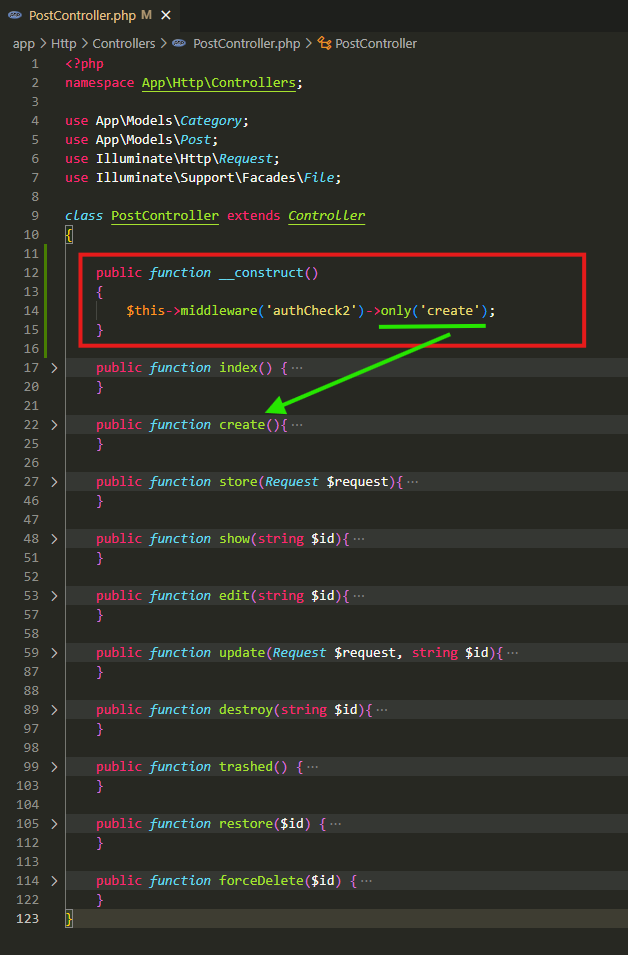 PostController.php M ×
app > Http > Controllers > PostController.php > PostController
1 <?php
2 namespace App\Http\Controllers;
3
4 use App\Models\Category;
5 use App\Models\Post;
6 use Illuminate\Http\Request;
7 use Illuminate\Support\Facades\File;
8
9 class PostController extends Controller
10 {
11
12     public function __construct()
13     {
14         $this->middleware('authCheck2')->only('create');
15     }
16
17 >     public function index() { ···
20     }
21
22 >     public function create(){ ···
25     }
26
27 >     public function store(Request $request){ ···
46     }
47
48 >     public function show(string $id){ ···
51     }
52
53 >     public function edit(string $id){ ···
57     }
58
59 >     public function update(Request $request, string $id){ ···
87     }
88
89 >     public function destroy(string $id){ ···
97     }
98
99 >     public function trashed() { ···
103     }
104
105 >     public function restore($id) { ···
112     }
113
114 >     public function forceDelete($id) { ···
122     }
123 }